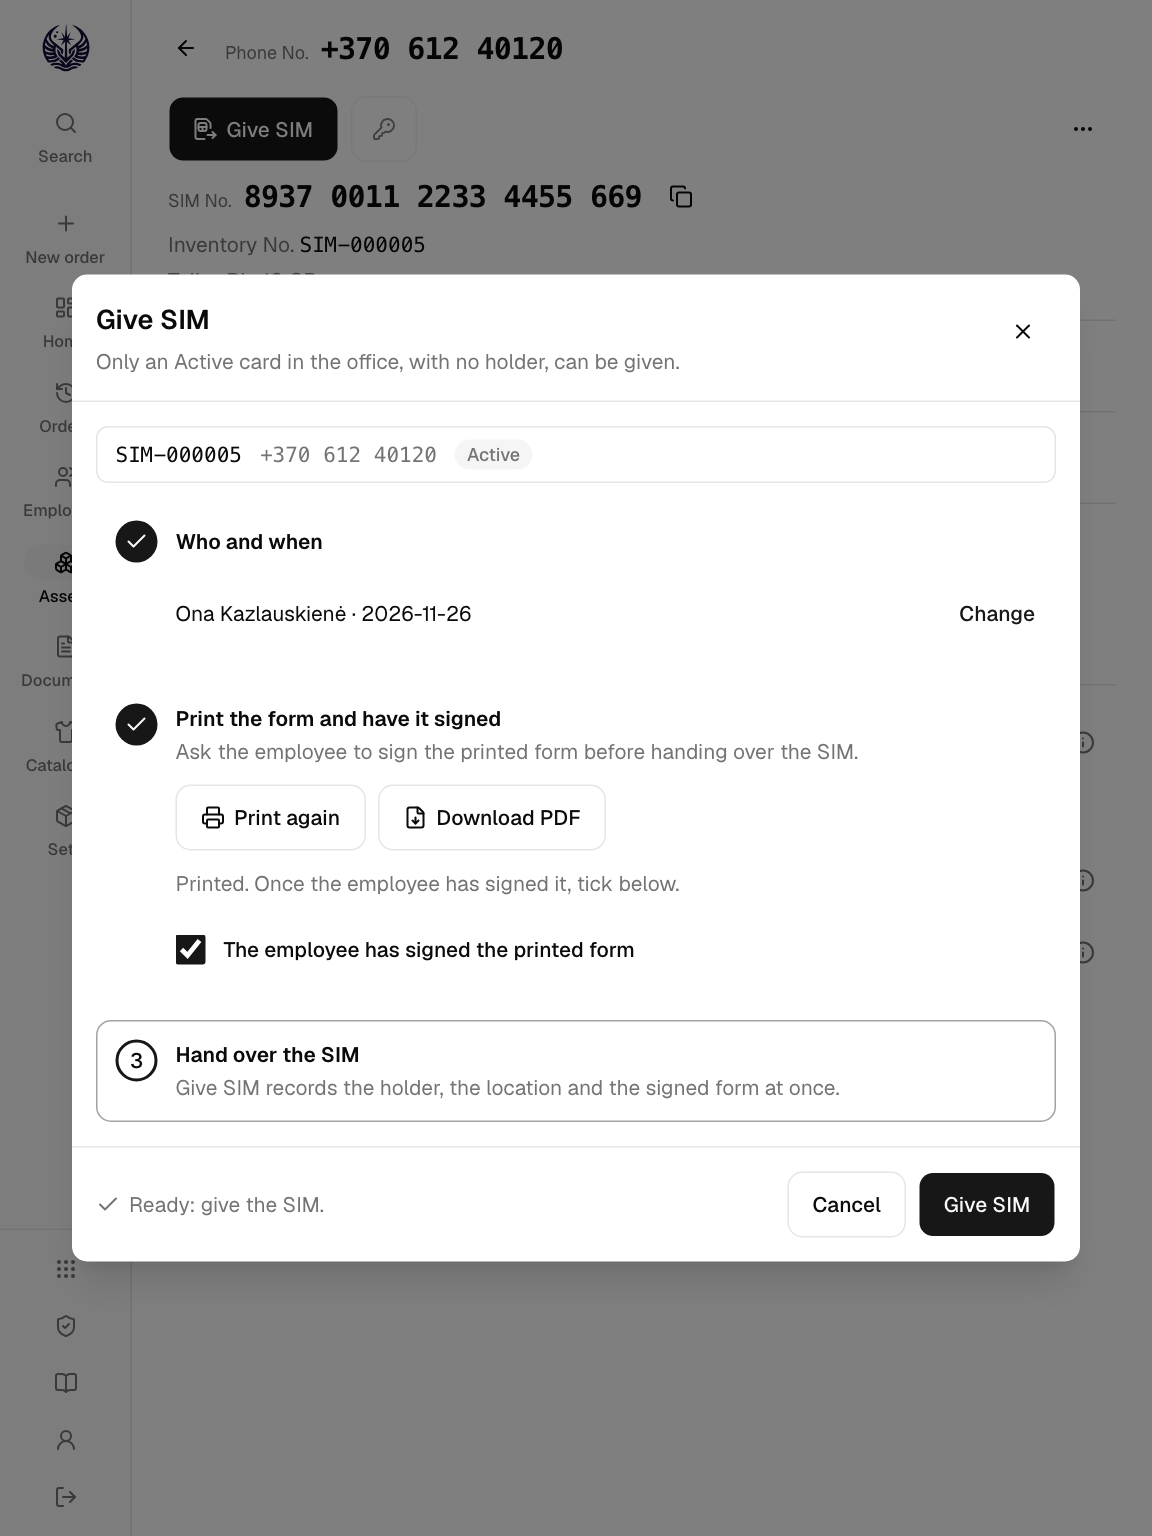 Phone No. +370 612 40120
Give SIM
Search
SIM No. 8937 0011 2233 4455 669
New order
Inventory No. SIM-000005
Give SIM
Only an Active card in the office, with no holder, can be given.
SIM-000005 +370 612 40120 Active
Who and when
Ona Kazlauskienė · 2026-11-26
Change
Print the form and have it signed
Ask the employee to sign the printed form before handing over the SIM.
Print again
Download PDF
Printed. Once the employee has signed it, tick below.
The employee has signed the printed form
3
Hand over the SIM
Give SIM records the holder, the location and the signed form at once.
Ready: give the SIM.
Cancel
Give SIM